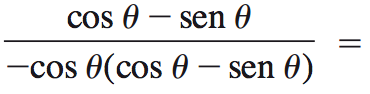 cos θ − sen θ
−cos θ(cos θ − sen θ) =